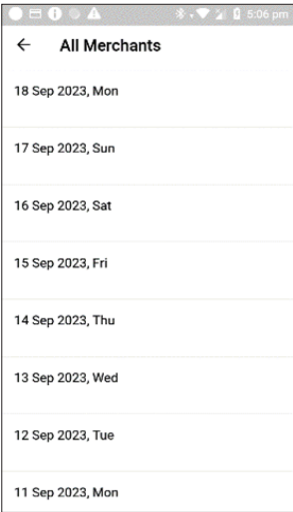 5:06 pm
All Merchants
18 Sep 2023, Mon
17 Sep 2023, Sun
16 Sep 2023, Sat
15 Sep 2023, Fri
14 Sep 2023, Thu
13 Sep 2023, Wed
12 Sep 2023, Tue
11 Sep 2023, Mon